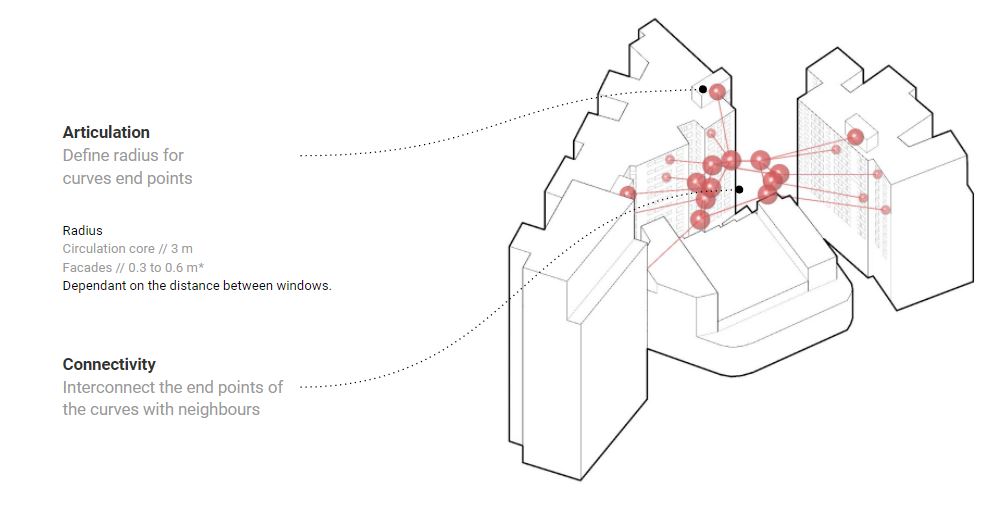 Articulation
Define radius for
curves end points
Radius
Circulation core // 3 m
Facades // 0.3 to 0.6 m*
Dependant on the distance between windows.
Connectivity
Interconnect the end points of
the curves with neighbours